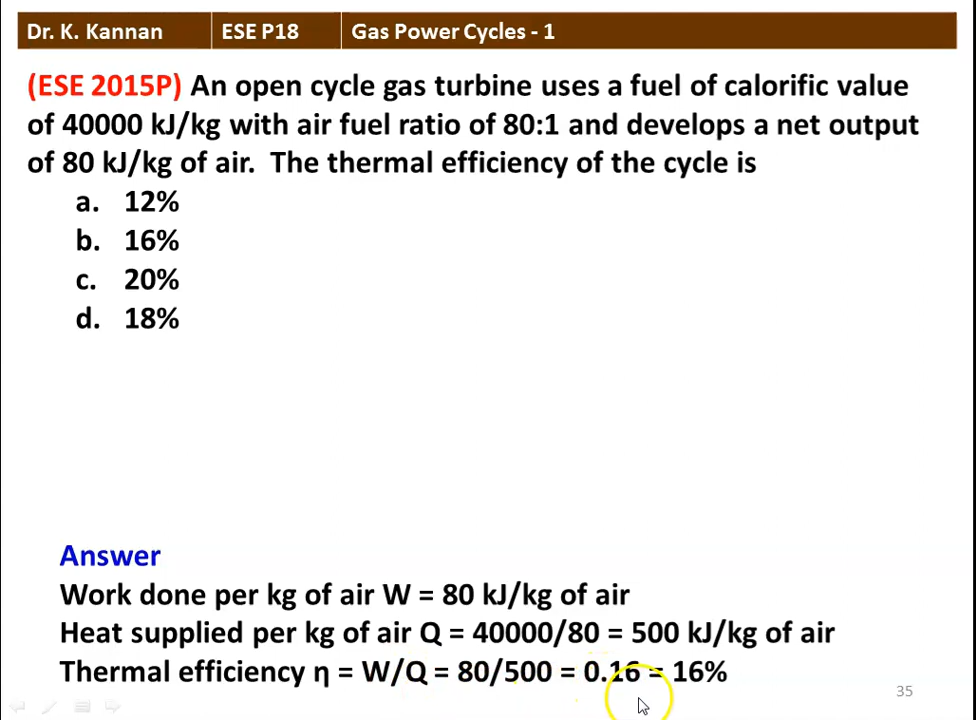 Dr. K. Kannan ESE P18 Gas Power Cycles - 1
(ESE 2015P) An open cycle gas turbine uses a fuel of calorific value
of 40000 kJ/kg with air fuel ratio of 80:1 and develops a net output
of 80 kJ/kg of air. The thermal efficiency of the cycle is
a. 12%
b. 16%
c. 20%
d. 18%
Answer
Work done per kg of air W = 80 kJ/kg of air
Heat supplied per kg of air Q = 40000/80 = 500 kJ/kg of air
Thermal efficiency η = W/Q = 80/500 = 0.16 = 16%
35